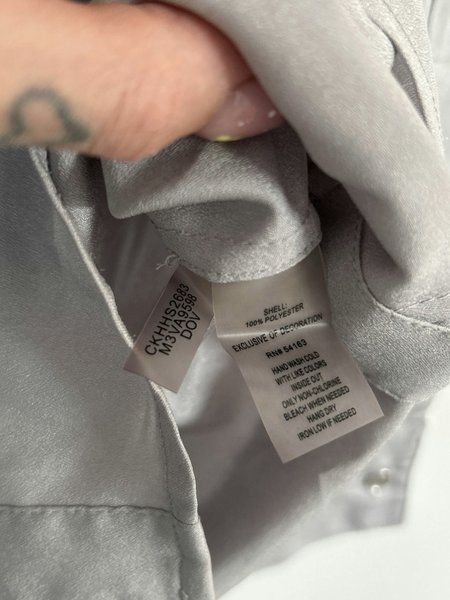 CKHHS2683
M3VA9598
DOV
SHELL:
100% POLYESTER
EXCLUSIVE OF DECORATION
RN# 54163
HAND WASH COLD
WITH LIKE COLORS
INSIDE OUT
ONLY NON-CHLORINE
BLEACH WHEN NEEDED
HANG DRY
IRON LOW IF NEEDED